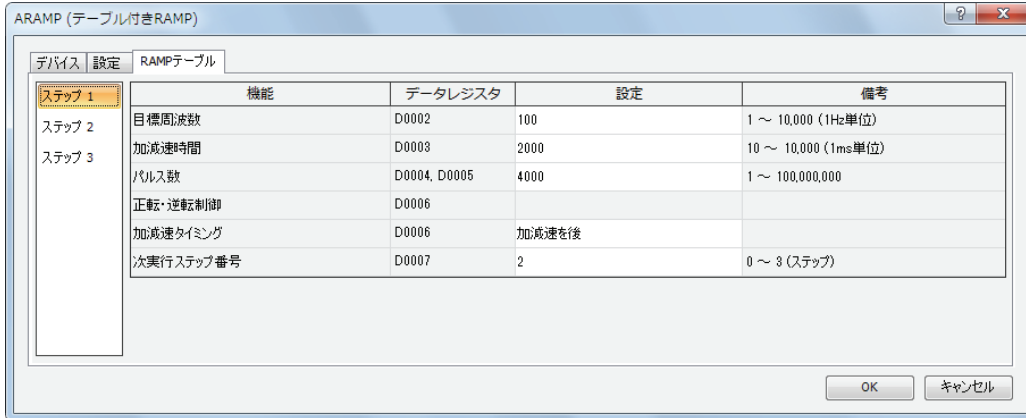 ARAMP (テーブル付きRAMP)
デバイス 設定 RAMPテーブル
ステップ 1
ステップ 2
ステップ 3
機能 データレジスタ 設定 備考
目標周波数 D0002 100 1 ～ 10,000 (1Hz単位)
加減速時間 D0003 2000 10 ～ 10,000 (1ms単位)
パルス数 D0004, D0005 4000 1 ～ 100,000,000
正転・逆転制御 D0006
加減速タイミング D0006 加減速を後
次実行ステップ番号 D0007 2 0 ～ 3 (ステップ)
OK キャンセル